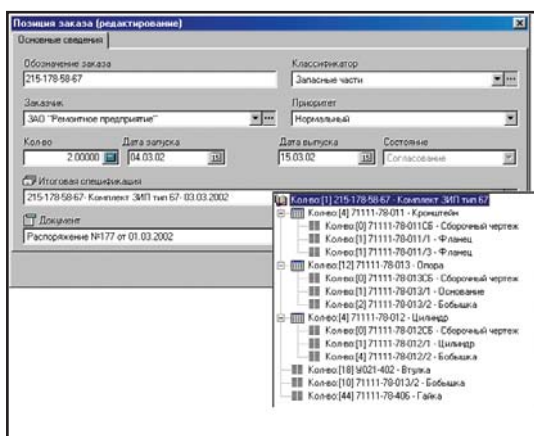 Позиция заказа (редактирование)
Основные сведения
Обозначение заказа
Классификатор
215-178-58-67
Запасные части
Заказчик
Приоритет
ЗАО "Ремонтное предприятие"
Нормальный
Кол-во
Дата запуска
Дата выпуска
Состояние
2.00000
04.03.02
15.03.02
Согласование
Итоговая спецификация
215-178-58-67- Комплект ЗИП тип 67- 03.03.2002
Документ
Распоряжение №177 от 01.03.2002
Кол-во:[1] 215-178-58-67 - Комплект ЗИП тип 67
Кол-во:[4] 71111-78-011 - Кронштейн
Кол-во:[0] 71111-78-011СБ - Сборочный чертеж
Кол-во:[1] 71111-78-011/1 - Фланец
Кол-во:[1] 71111-78-011/3 - Фланец
Кол-во:[12] 71111-78-013 - Опора
Кол-во:[0] 71111-78-013СБ - Сборочный чертеж
Кол-во:[1] 71111-78-013/1 - Основание
Кол-во:[2] 71111-78-013/2 - Бобышка
Кол-во:[4] 71111-78-012 - Цилиндр
Кол-во:[0] 71111-78-012СБ - Сборочный чертеж
Кол-во:[1] 71111-78-012/1 - Цилиндр
Кол-во:[4] 71111-78-012/2 - Бобышка
Кол-во:[18] У021-402 - Втулка
Кол-во:[10] 71111-78-013/2 - Бобышка
Кол-во:[44] 71111-78-406 - Гайка